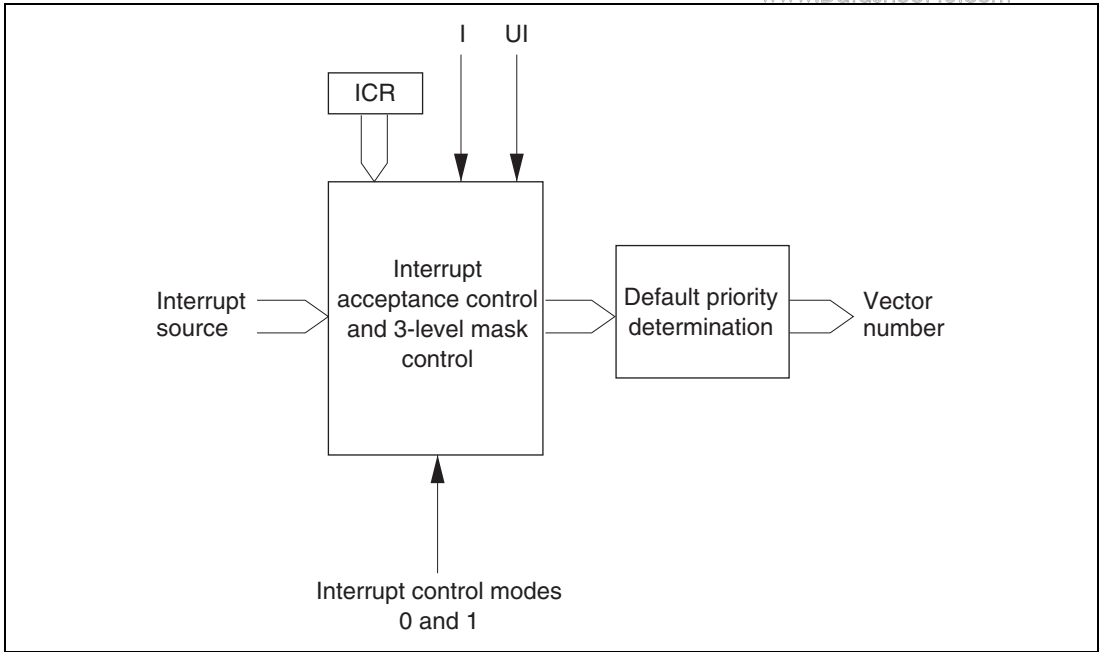 I UI
ICR
Interrupt
acceptance control
and 3-level mask
control
Interrupt
source
Default priority
determination
Vector
number
Interrupt control modes
0 and 1